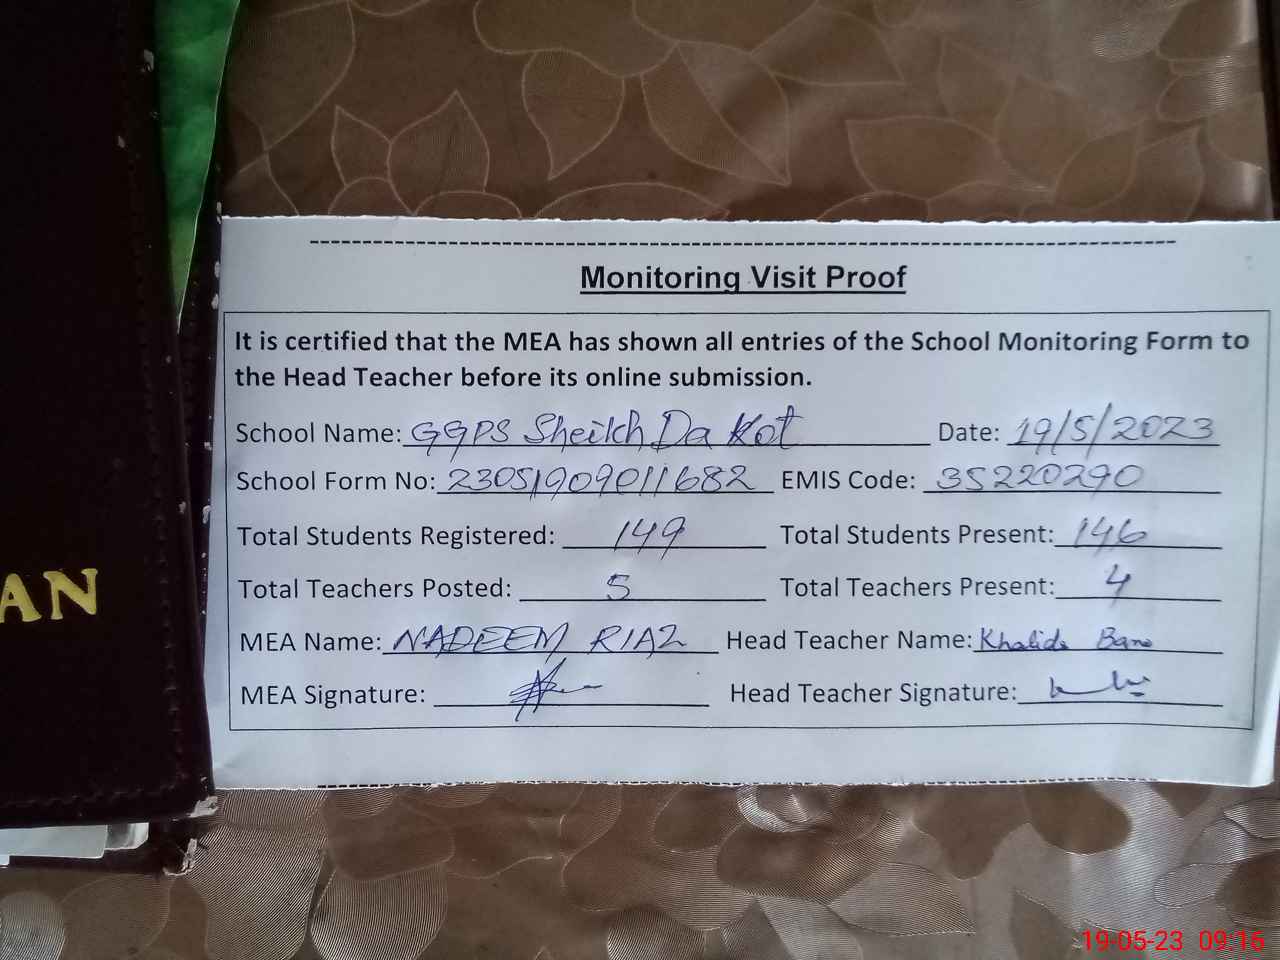 Monitoring Visit Proof
It is certified that the MEA has shown all entries of the School Monitoring Form to
the Head Teacher before its online submission.
School Name: GGPS Sheikh Da Kot Date: 19/5/2023
School Form No: 23051909011682 EMIS Code: 35220290
Total Students Registered: 149 Total Students Present: 146
Total Teachers Posted: 5 Total Teachers Present: 4
MEA Name: NADEEM RIAZ Head Teacher Name: Khalida Bano
MEA Signature: Head Teacher Signature:
AN
19-05-23 09:16